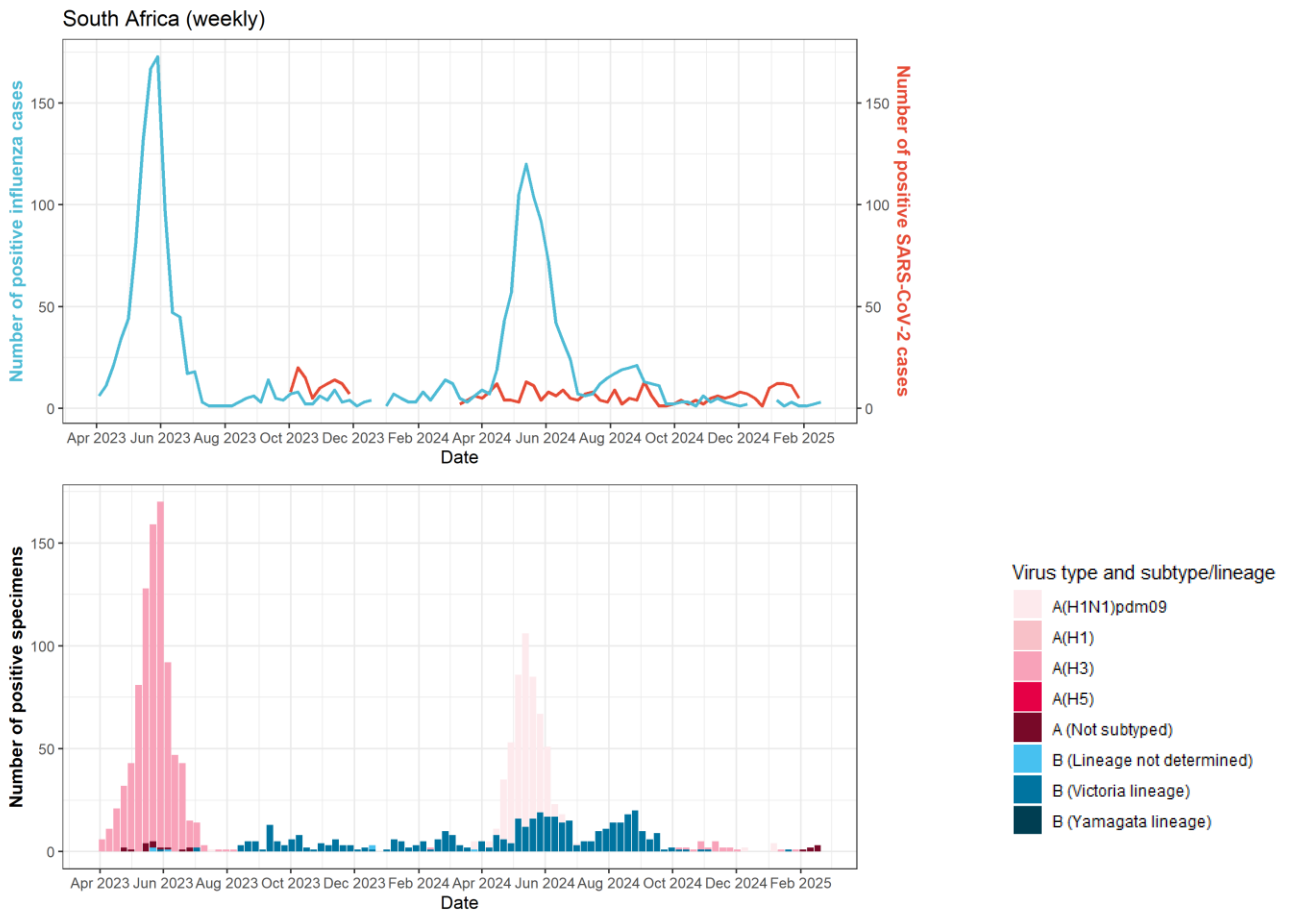 South Africa (weekly)
Number of positive influenza cases
150
100
50
0
150
100
50
0
Number of positive SARS-CoV-2 cases
Apr 2023 Jun 2023 Aug 2023 Oct 2023 Dec 2023 Feb 2024 Apr 2024 Jun 2024 Aug 2024 Oct 2024 Dec 2024 Feb 2025
Date
Number of positive specimens
150
100
50
0
Apr 2023 Jun 2023 Aug 2023 Oct 2023 Dec 2023 Feb 2024 Apr 2024 Jun 2024 Aug 2024 Oct 2024 Dec 2024 Feb 2025
Date
Virus type and subtype/lineage
A(H1N1)pdm09
A(H1)
A(H3)
A(H5)
A (Not subtyped)
B (Lineage not determined)
B (Victoria lineage)
B (Yamagata lineage)